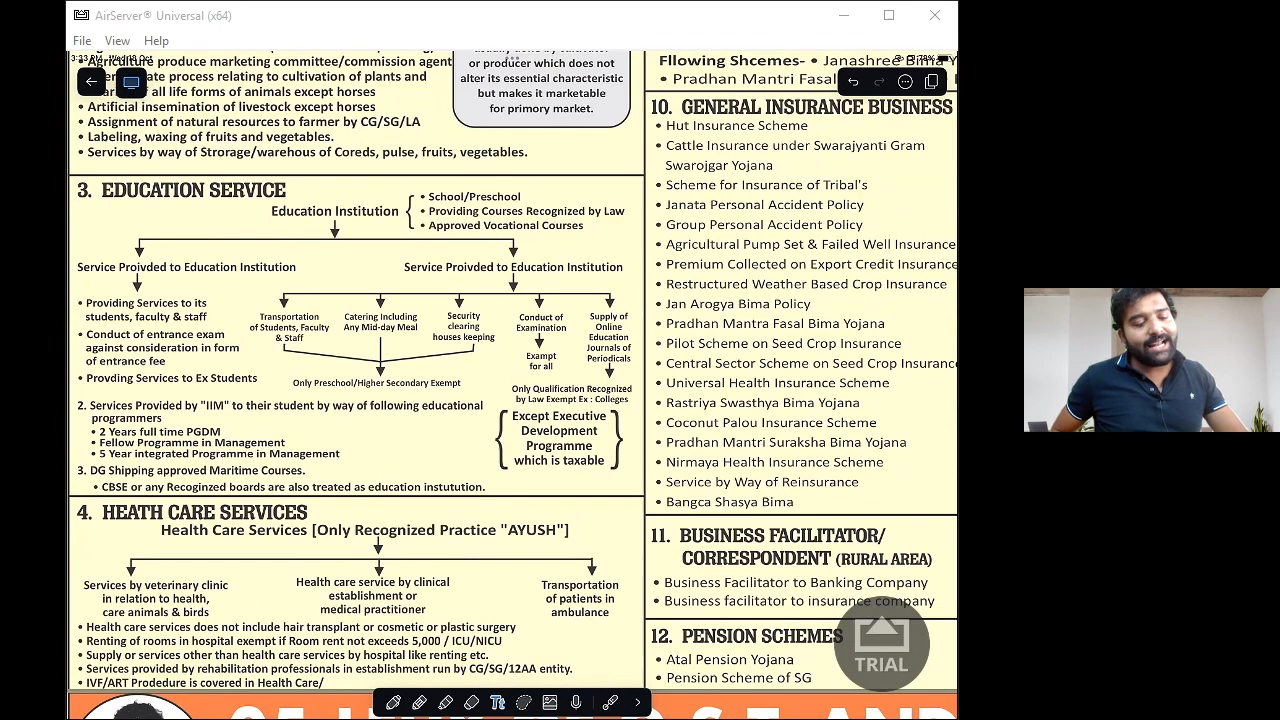 AirServer® Universal (x64)
File View Help
• Agriculture produce marketing committee/commission agent
process relating to cultivation of plants and
all life forms of animals except horses
• Artificial insemination of livestock except horses
• Assignment of natural resources to farmer by CG/SG/LA
• Labeling, waxing of fruits and vegetables.
• Services by way of Strorage/warehous of Coreds, pulse, fruits, vegetables.
or producer which does not
alter its essential characteristic
but makes it marketable
for primory market.
3. EDUCATION SERVICE
Education Institution
• School/Preschool
• Providing Courses Recognized by Law
• Approved Vocational Courses
Service Proivded to Education Institution
Service Proivded to Education Institution
• Providing Services to its
students, faculty & staff
• Conduct of entrance exam
against consideration in form
of entrance fee
• Provding Services to Ex Students
Transportation
of Students, Faculty
& Staff
Catering Including
Any Mid-day Meal
Security
clearing
houses keeping
Conduct of
Examination
Exampt
for all
Supply of
Online
Education
Journals of
Periodicals
Only Preschool/Higher Secondary Exempt
Only Qualification Recognized
by Law Exempt Ex : Colleges
2. Services Provided by "IIM" to their student by way of following educational
programmers
• 2 Years full time PGDM
• Fellow Programme in Management
• 5 Year integrated Programme in Management
Except Executive
Development
Programme
which is taxable
3. DG Shipping approved Maritime Courses.
• CBSE or any Recoginzed boards are also treated as education instutution.
4. HEATH CARE SERVICES
Health Care Services [Only Recognized Practice "AYUSH"]
Services by veterinary clinic
in relation to health,
care animals & birds
Health care service by clinical
establishment or
medical practitioner
Transportation
of patients in
ambulance
• Health care services does not include hair transplant or cosmetic or plastic surgery
• Renting of rooms in hospital exempt if Room rent not exceeds 5,000 / ICU/NICU
• Supply or services other than health care services by hospital like renting etc.
• Services provided by rehabilitation professionals in establishment run by CG/SG/12AA entity.
• IVF/ART Prodedure is covered in Health Care/
Fllowing Shcemes- • Janashree Bima Y
• Pradhan Mantri Fasal
10. GENERAL INSURANCE BUSINESS
• Hut Insurance Scheme
• Cattle Insurance under Swarajyanti Gram
Swarojgar Yojana
• Scheme for Insurance of Tribal's
• Janata Personal Accident Policy
• Group Personal Accident Policy
• Agricultural Pump Set & Failed Well Insurance
• Premium Collected on Export Credit Insurance
• Restructured Weather Based Crop Insurance
• Jan Arogya Bima Policy
• Pradhan Mantra Fasal Bima Yojana
• Pilot Scheme on Seed Crop Insurance
• Central Sector Scheme on Seed Crop Insurance
• Universal Health Insurance Scheme
• Rastriya Swasthya Bima Yojana
• Coconut Palou Insurance Scheme
• Pradhan Mantri Suraksha Bima Yojana
• Nirmaya Health Insurance Scheme
• Service by Way of Reinsurance
• Bangca Shasya Bima
11. BUSINESS FACILITATOR/
CORRESPONDENT (RURAL AREA)
• Business Facilitator to Banking Company
• Business facilitator to insurance company
12. PENSION SCHEMES
• Atal Pension Yojana
• Pension Scheme of SG
TRIAL
Tt